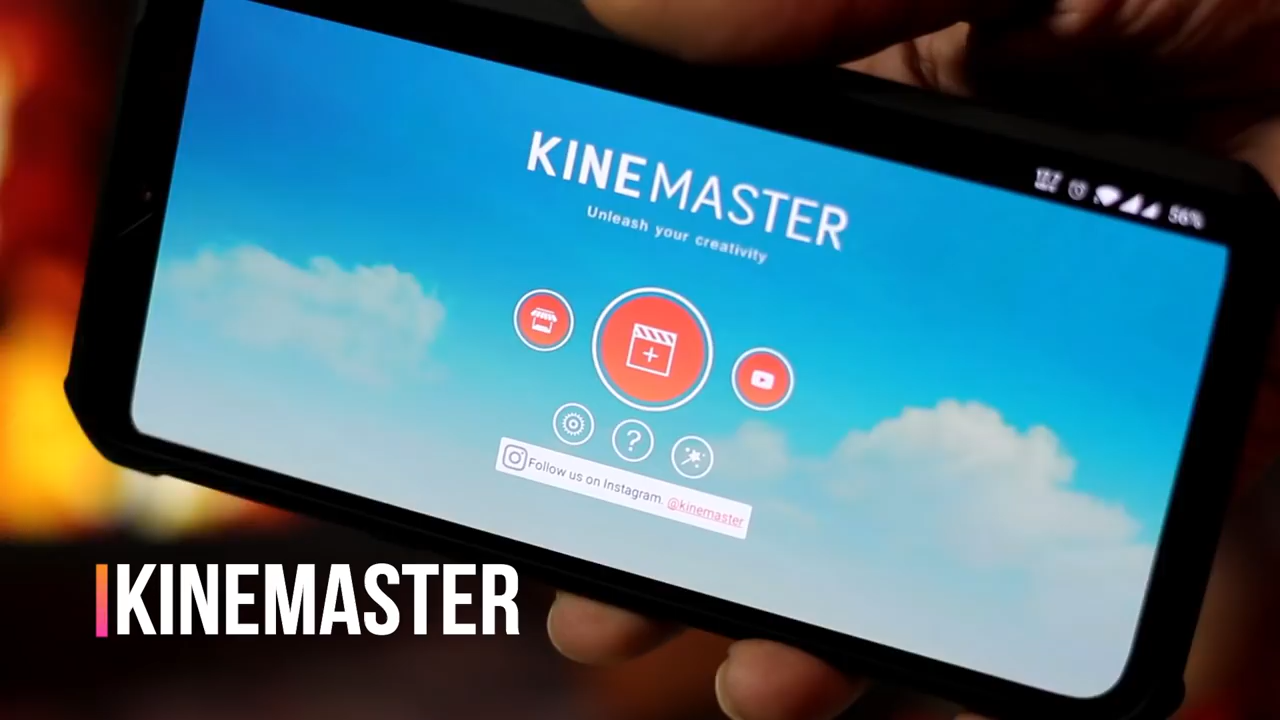 KINEMASTER
Unleash your creativity
56%
?
Follow us on Instagram. @kinemaster
KINEMASTER